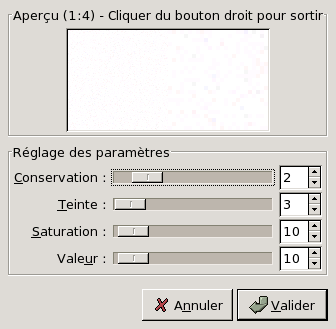 Aperçu (1:4) - Cliquer du bouton droit pour sortir
Réglage des paramètres
Conservation : 2
Teinte : 3
Saturation : 10
Valeur : 10
Annuler Valider